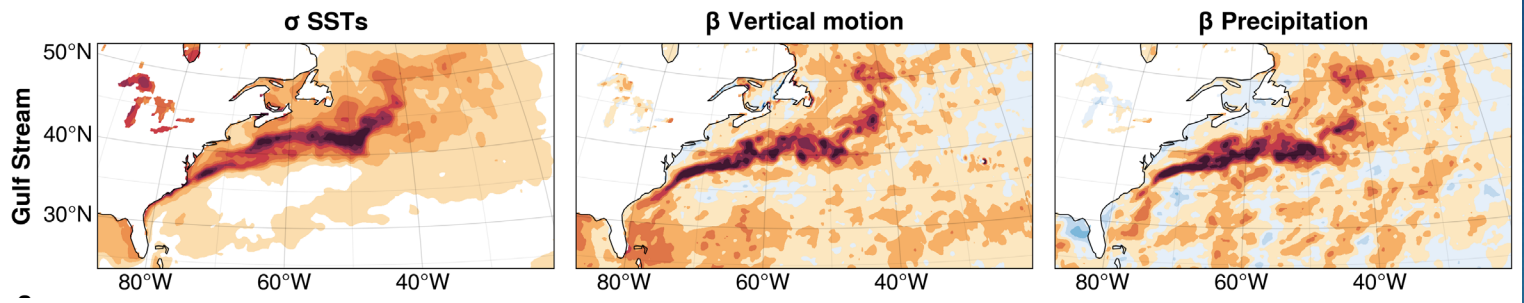 σ SSTs
β Vertical motion
β Precipitation
Gulf Stream
50°N
40°N
30°N
80°W 60°W 40°W
80°W 60°W 40°W
80°W 60°W 40°W